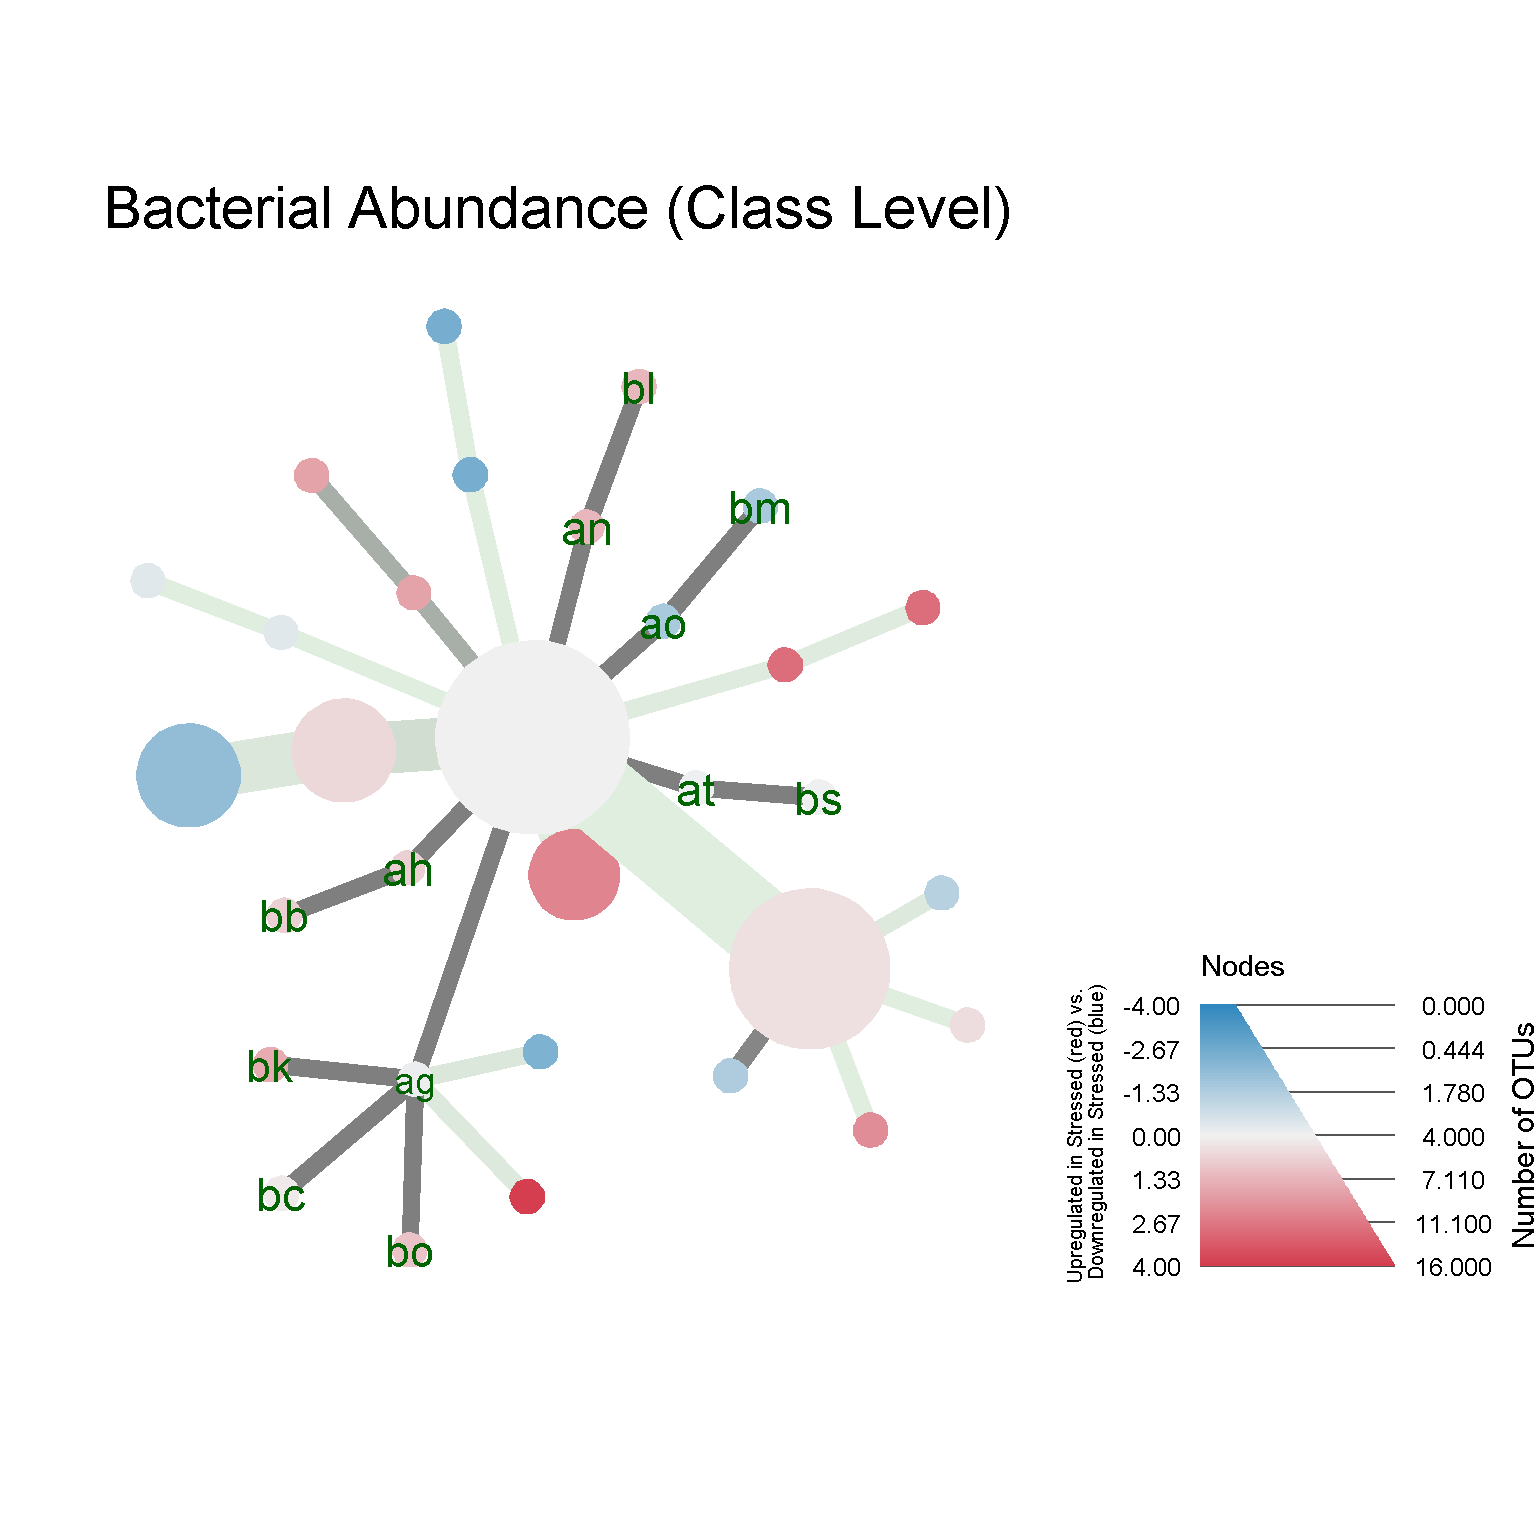 Bacterial Abundance (Class Level)
bl
bm
an
ao
at
bs
ah
bb
bk
ag
bc
bo
Nodes
Upregulated in Stressed (red) vs.
Downregulated in Stressed (blue)
-4.00 0.000
-2.67 0.444
-1.33 1.780
0.00 4.000
1.33 7.110
2.67 11.100
4.00 16.000
Number of OTUs